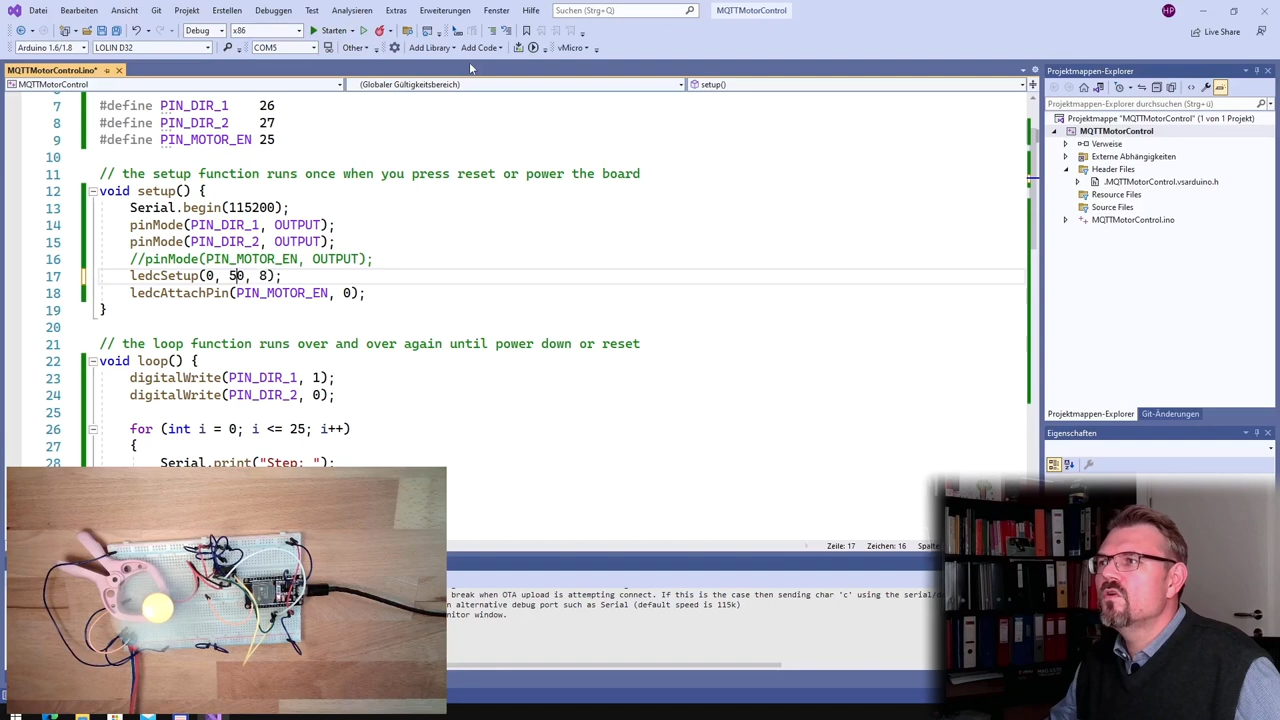 Datei Bearbeiten Ansicht Git Projekt Erstellen Debuggen Test Analysieren Extras Erweiterungen Fenster Hilfe Suchen (Strg+Q) MQTTMotorControl HP
Debug x86 Starten Live Share
Arduino 1.6/1.8 LOLIN D32 COM5 Other Add Library Add Code vMicro
MQTTMotorControl.ino* Projektmappen-Explorer
MQTTMotorControl (Globaler Gültigkeitsbereich) setup()
Projektmappen-Explorer durchsuchen (Strg+ü)
Projektmappe "MQTTMotorControl" (1 von 1 Projekt)
MQTTMotorControl
Verweise
Externe Abhängigkeiten
Header Files
.MQTTMotorControl.vsarduino.h
Resource Files
Source Files
MQTTMotorControl.ino
Projektmappen-Explorer Git-Änderungen
Eigenschaften
7 #define PIN_DIR_1 26
8 #define PIN_DIR_2 27
9 #define PIN_MOTOR_EN 25
10
11 // the setup function runs once when you press reset or power the board
12 void setup() {
13 Serial.begin(115200);
14 pinMode(PIN_DIR_1, OUTPUT);
15 pinMode(PIN_DIR_2, OUTPUT);
16 //pinMode(PIN_MOTOR_EN, OUTPUT);
17 ledcSetup(0, 50, 8);
18 ledcAttachPin(PIN_MOTOR_EN, 0);
19 }
20
21 // the loop function runs over and over again until power down or reset
22 void loop() {
23 digitalWrite(PIN_DIR_1, 1);
24 digitalWrite(PIN_DIR_2, 0);
25
26 for (int i = 0; i <= 25; i++)
27 {
28 Serial.print("Step: ");
Zeile: 17 Zeichen: 16 Spalte:
break when OTA upload is attempting connect. If this is the case then sending char 'c' using the serial/
n alternative debug port such as Serial (default speed is 115k)
nitor window.